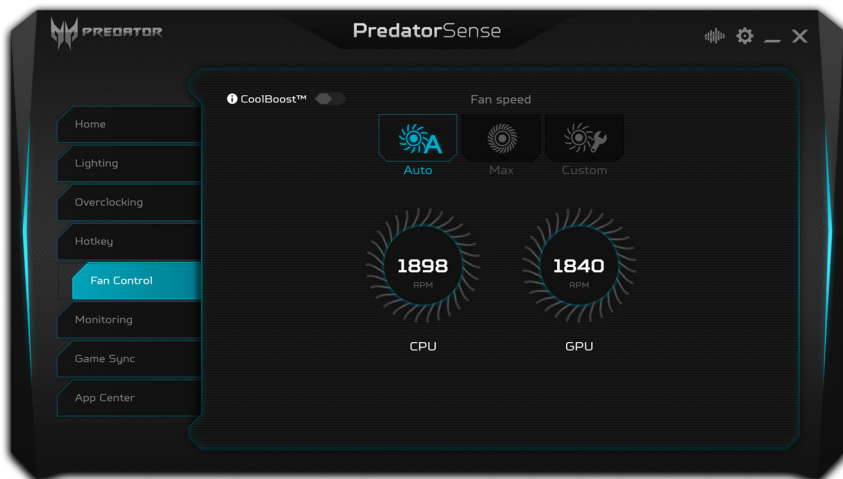 PREDATOR
PredatorSense
CoolBoost™
Fan speed
Home
Lighting
Overclocking
Hotkey
Fan Control
Monitoring
Game Sync
App Center
A
Auto
Max
Custom
1898
RPM
1840
RPM
CPU
GPU